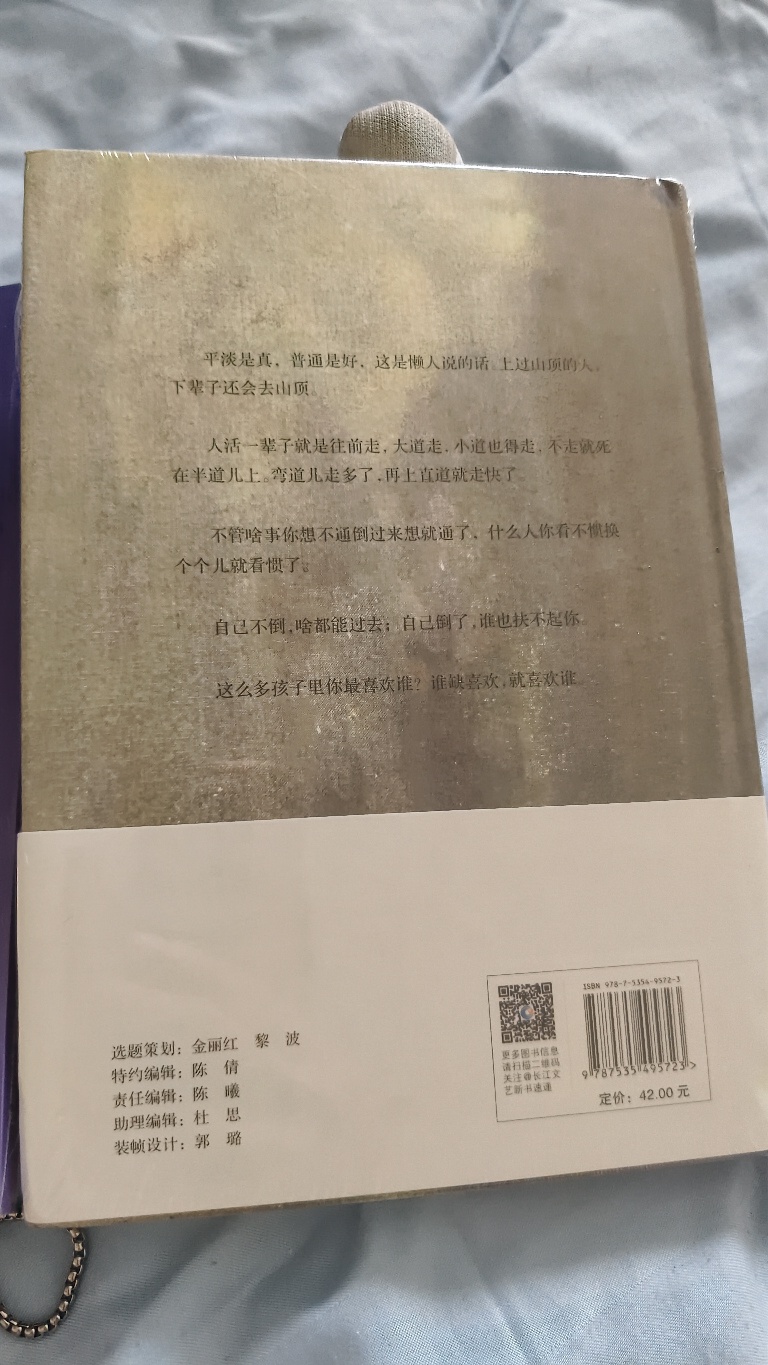 平淡是真，普通是好，这是懒人说的话。上过山顶的人，
下辈子还会去山顶。
人活一辈子就是往前走，大道走，小道也得走，不走就死
在半道儿上。弯道儿走多了，再上直道就走快了。
不管啥事你想不通倒过来想就通了，什么人你看不惯换
个个儿就看惯了。
自己不倒，啥都能过去；自己倒了，谁也扶不起你。
这么多孩子里你最喜欢谁？谁缺喜欢，就喜欢谁。
选题策划：金丽红 黎 波
特约编辑：陈 倩
责任编辑：陈 曦
助理编辑：杜 思
装帧设计：郭 璐
更多图书信息
请扫描二维码
关注@长江文
艺新书速递
ISBN 978-7-5354-9572-3
9 787535 495723 >
定价：42.00 元